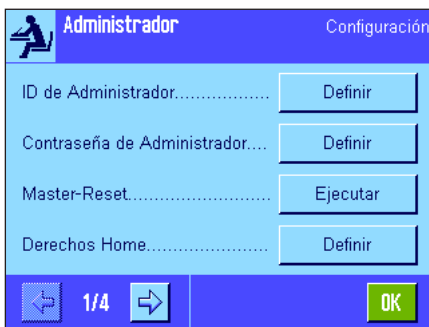 Administrador Configuración
ID de Administrador.................. Definir
Contraseña de Administrador.... Definir
Master-Reset.......................... Ejecutar
Derechos Home...................... Definir
1/4 OK